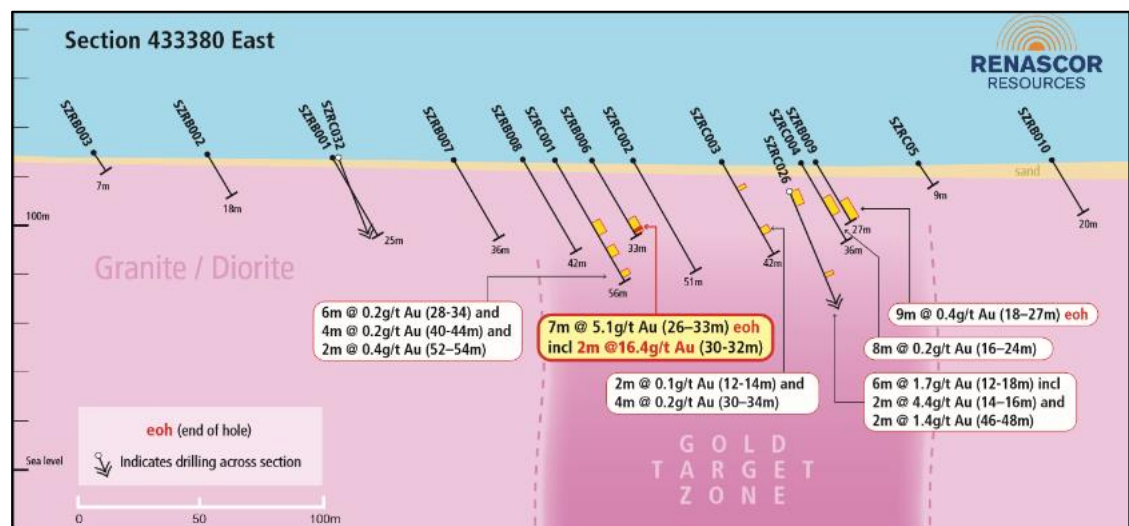 Section 433380 East
RENASCOR
RESOURCES
SZRB003
SZRB002
SZRB001
SZRC032
SZRB007
SZRB008
SZRC001
SZRB006
SZRC002
SZRC003
SZRC026
SZRC004
SZRB009
SZRC05
SZRB010
sand
7m
18m
25m
36m
42m
56m
33m
51m
42m
36m
27m
9m
20m
100m
Granite / Diorite
6m @ 0.2g/t Au (28-34) and
4m @ 0.2g/t Au (40-44m) and
2m @ 0.4g/t Au (52–54m)
7m @ 5.1g/t Au (26–33m) eoh
incl 2m @16.4g/t Au (30-32m)
2m @ 0.1g/t Au (12-14m) and
4m @ 0.2g/t Au (30–34m)
9m @ 0.4g/t Au (18–27m) eoh
8m @ 0.2g/t Au (16–24m)
6m @ 1.7g/t Au (12-18m) incl
2m @ 4.4g/t Au (14–16m) and
2m @ 1.4g/t Au (46-48m)
GOLD
TARGET
ZONE
eoh (end of hole)
Indicates drilling across section
Sea level
0 50 100m